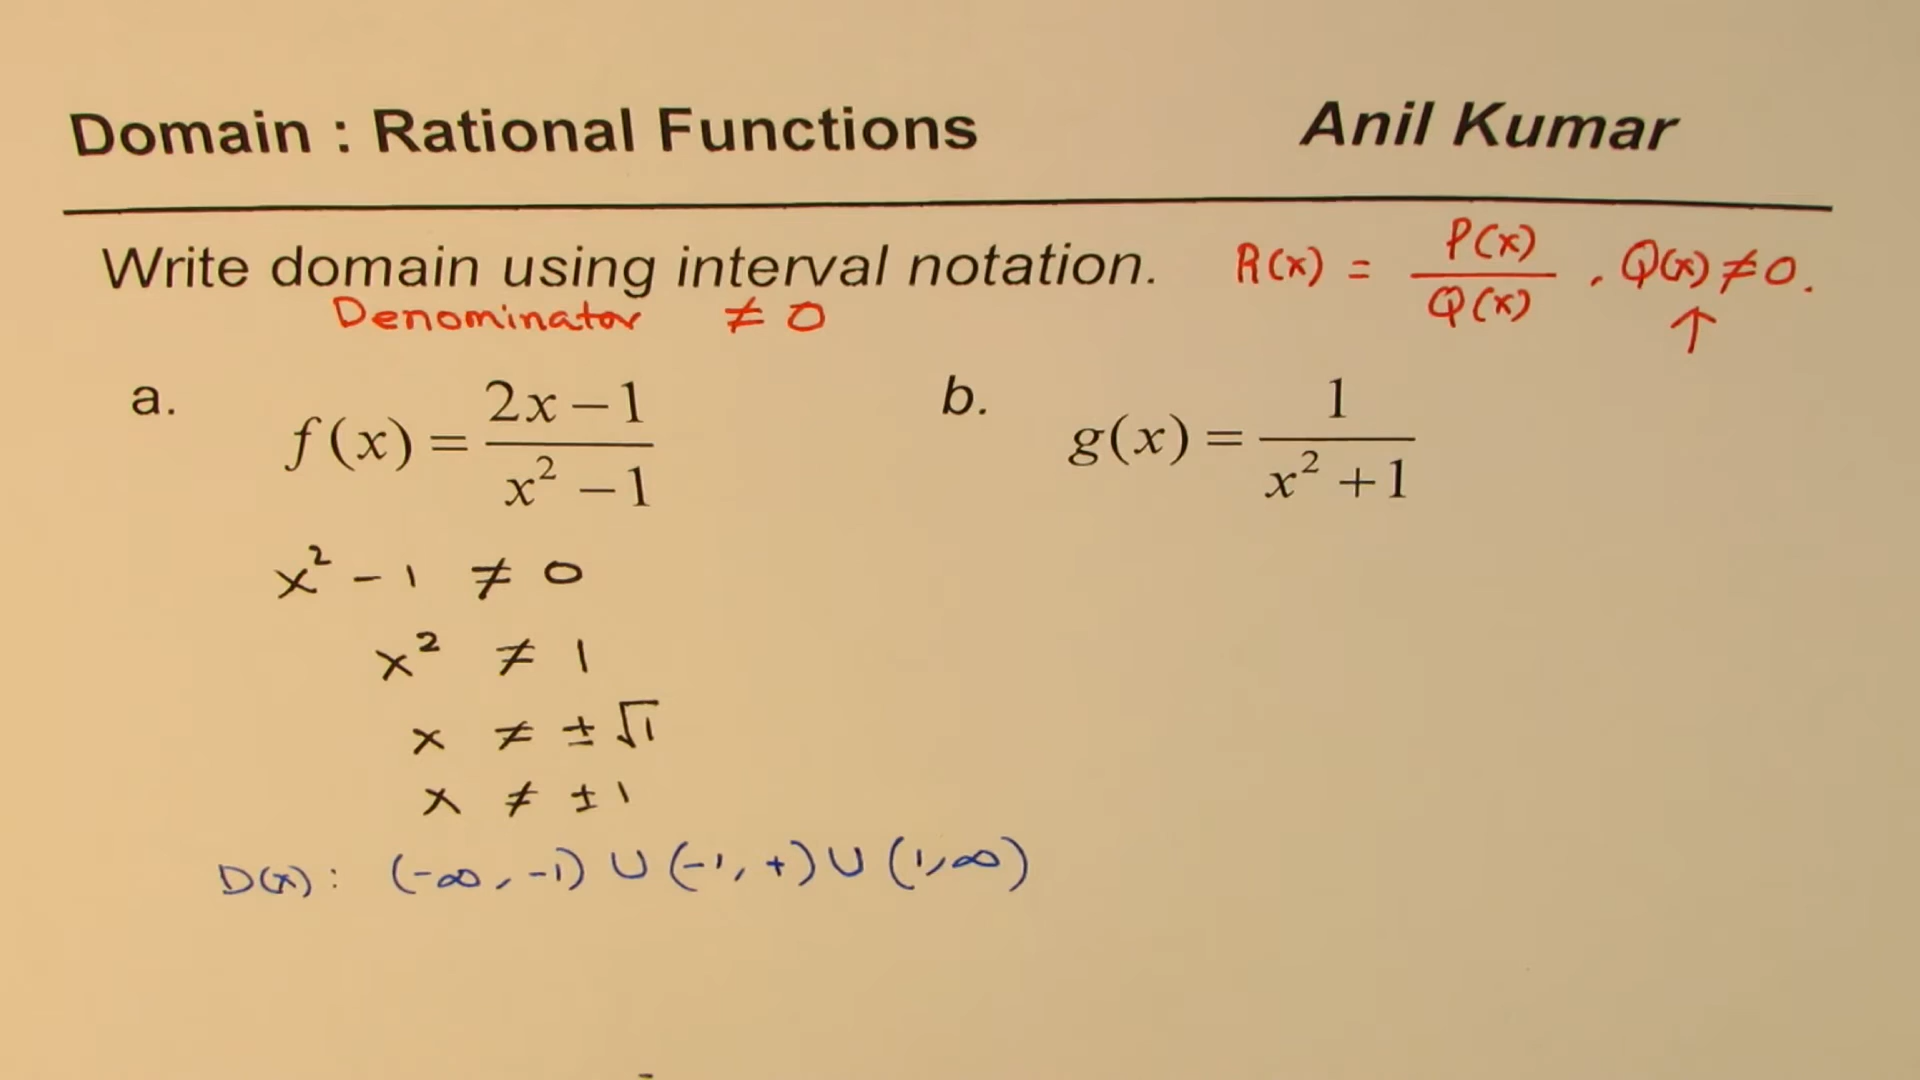 Domain : Rational Functions Anil Kumar
Write domain using interval notation. R(x) = P(x)/Q(x) , Q(x) ≠ 0.
Denominator ≠ 0 ↑
a. f(x) = (2x − 1)/(x² − 1) b. g(x) = 1/(x² + 1)
x² − 1 ≠ 0
x² ≠ 1
x ≠ ± √1
x ≠ ± 1
D(x) : (-∞, -1) ∪ (-1, +) ∪ (1, ∞)